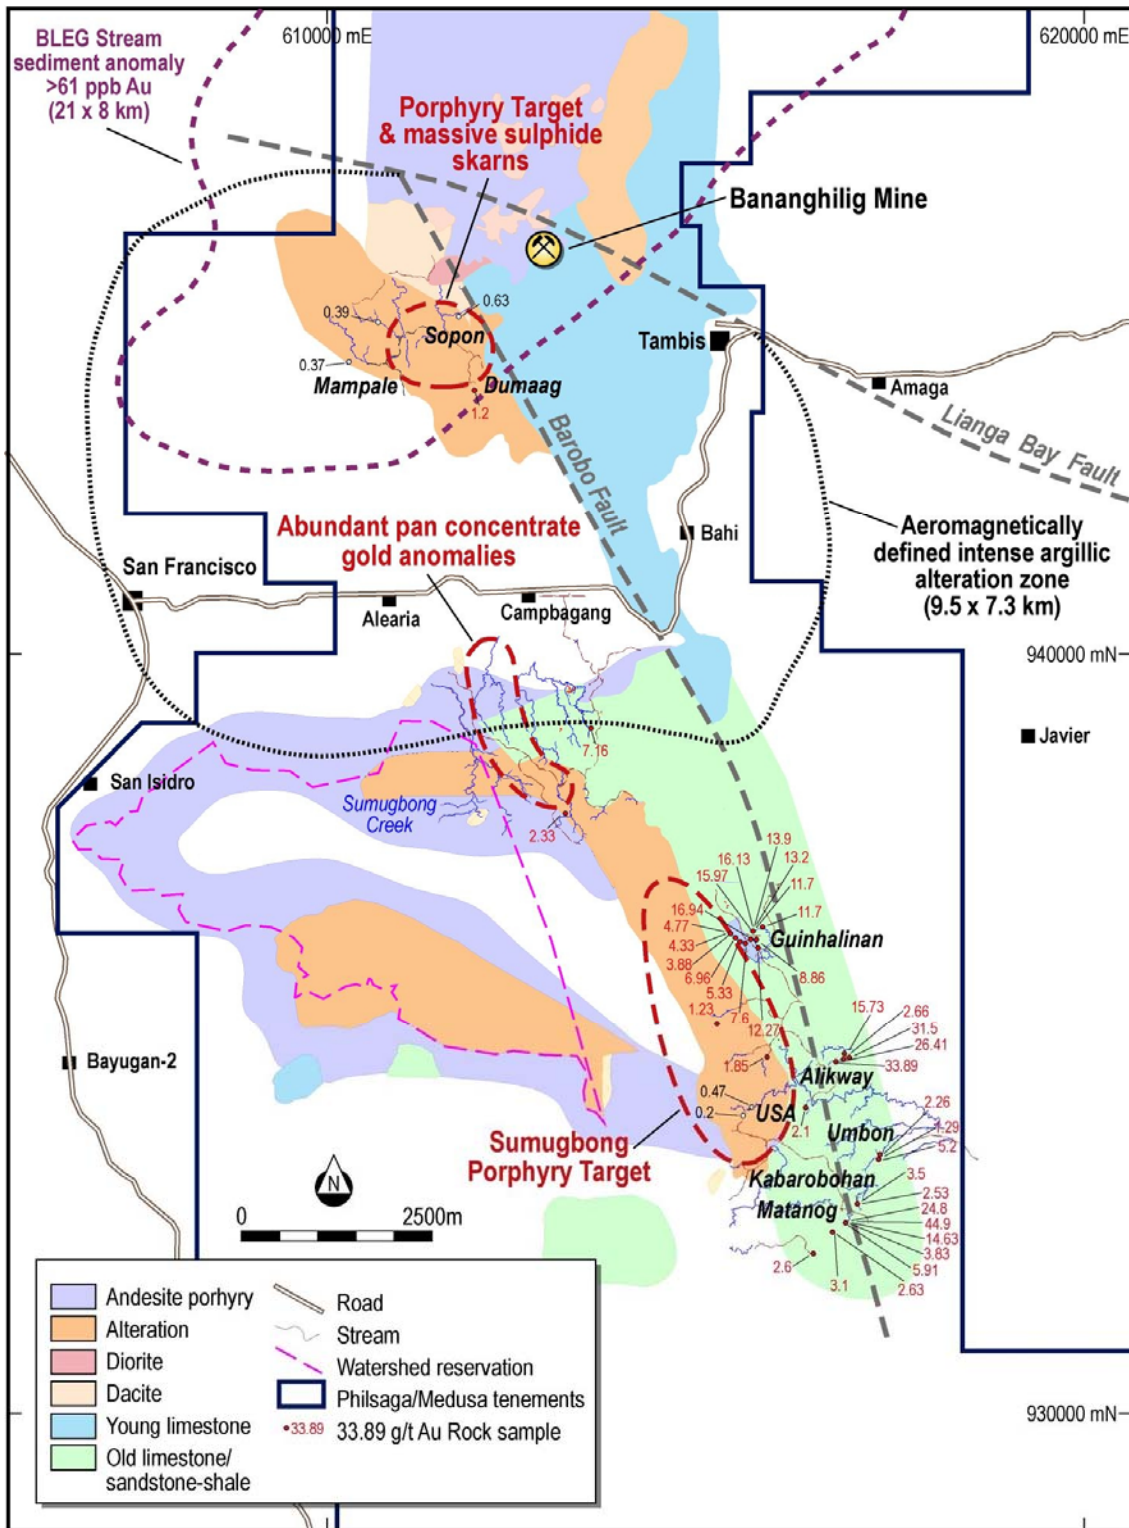 610000 mE
620000 mE
BLEG Stream
sediment anomaly
>61 ppb Au
(21 x 8 km)
Porphyry Target
& massive sulphide
skarns
Bananghilig Mine
0.39
0.63
Sopon
Tambis
0.37
Mampale
Dumaag
Amaga
1.2
Lianga Bay Fault
Barobo Fault
Abundant pan concentrate
gold anomalies
Bahi
Aeromagnetically
defined intense argillic
alteration zone
(9.5 x 7.3 km)
San Francisco
Alearia
Campbagang
940000 mN
7.16
Javier
San Isidro
Sumugbong
Creek
2.33
13.9
16.13
13.2
15.97
11.7
16.94
11.7
4.77
Guinhalinan
4.33
3.88
6.96
8.86
5.33
1.23
7.6
12.27
15.73
2.66
31.5
26.41
33.89
Bayugan-2
1.85
Alikway
0.47
0.2
USA
2.1
2.26
1.29
5.2
Umbon
Sumugbong
Porphyry Target
Kabarobohan
Matanog
3.5
2.53
24.8
44.9
14.63
3.83
5.91
2.63
2.6
3.1
N
0
2500m
Andesite porhyry
Alteration
Diorite
Dacite
Young limestone
Old limestone/
sandstone-shale
Road
Stream
Watershed reservation
Philsaga/Medusa tenements
33.89
33.89 g/t Au Rock sample
930000 mN